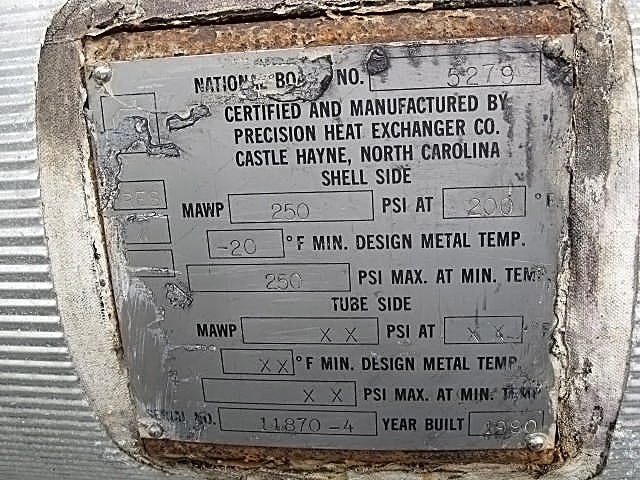 NATIONAL BOARD NO. 5279
CERTIFIED AND MANUFACTURED BY
PRECISION HEAT EXCHANGER CO.
CASTLE HAYNE, NORTH CAROLINA
SHELL SIDE
MAWP 250 PSI AT 200 °F
-20 °F MIN. DESIGN METAL TEMP.
250 PSI MAX. AT MIN. TEMP.
TUBE SIDE
MAWP XX PSI AT XX °F
XX °F MIN. DESIGN METAL TEMP.
XX PSI MAX. AT MIN. TEMP
SERIAL NO. 11870-4 YEAR BUILT 1990